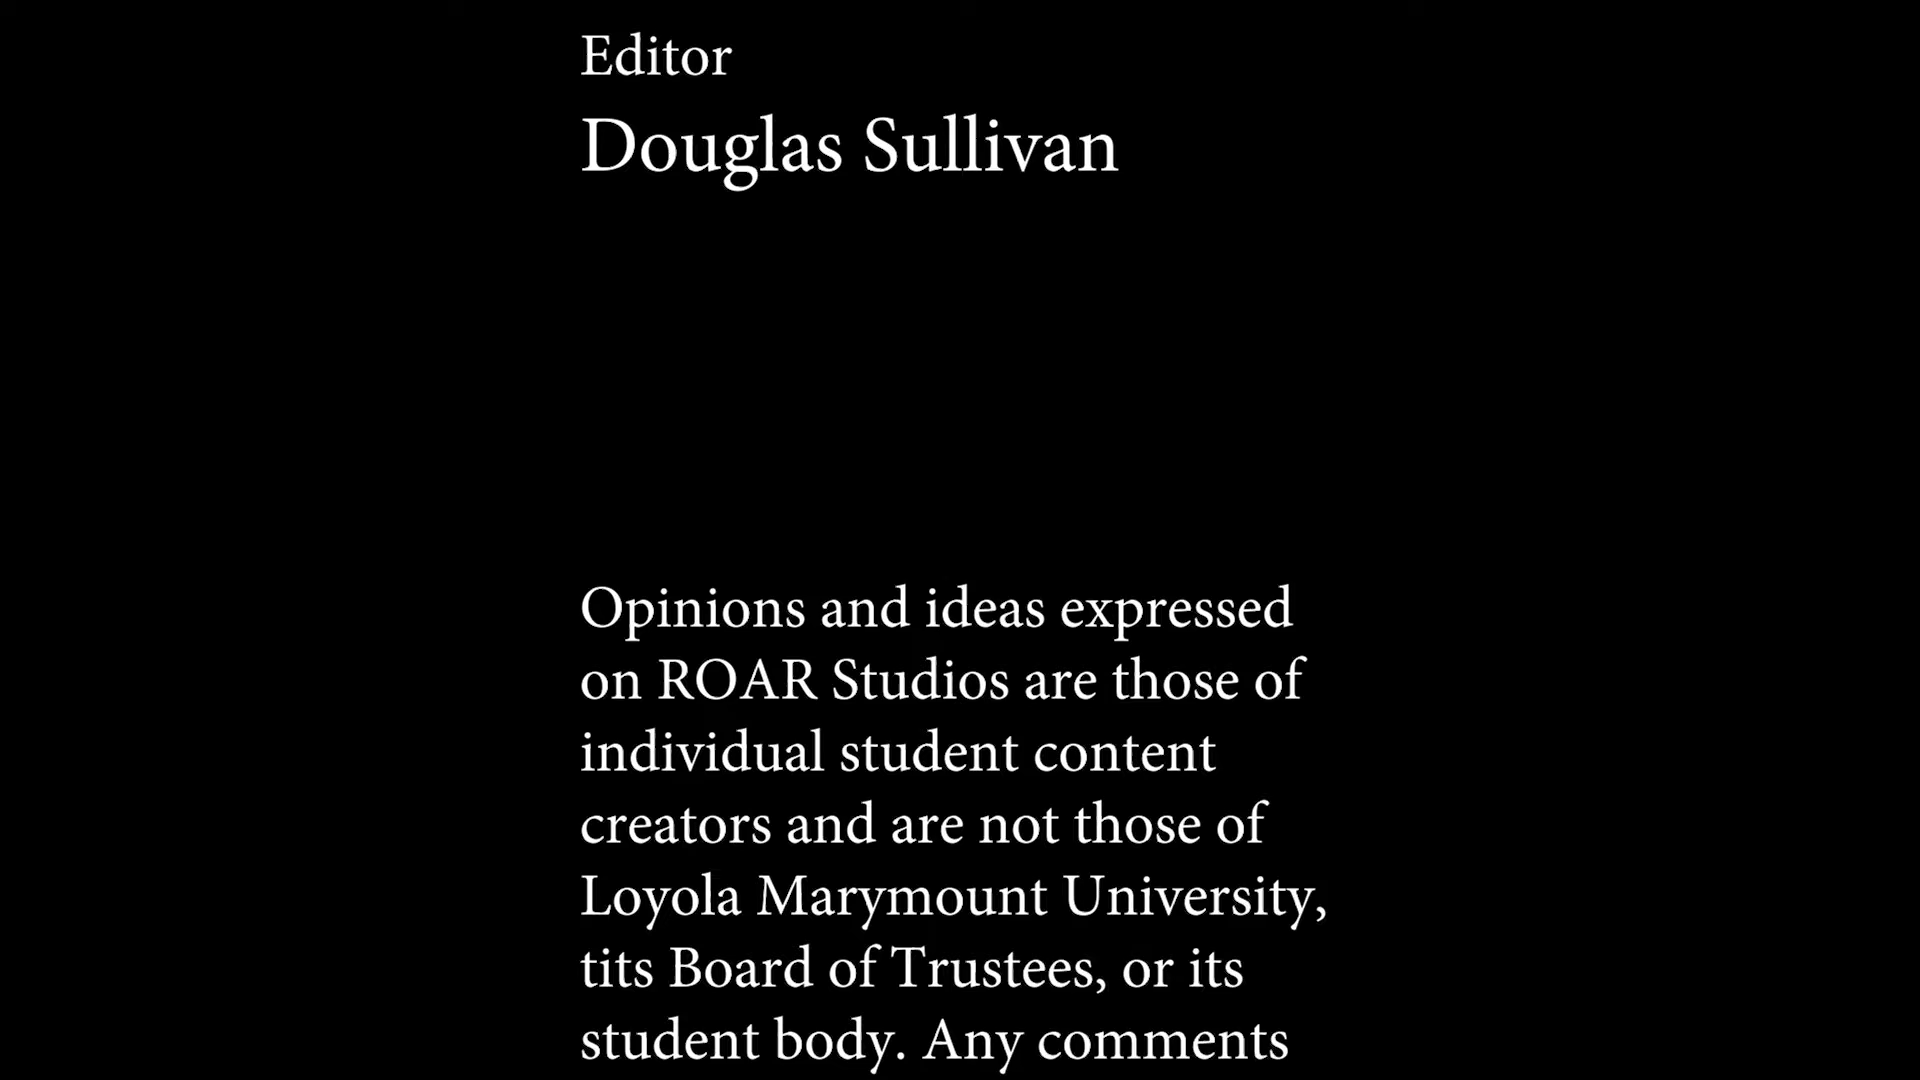 Editor
Douglas Sullivan
Opinions and ideas expressed
on ROAR Studios are those of
individual student content
creators and are not those of
Loyola Marymount University,
tits Board of Trustees, or its
student body. Any comments